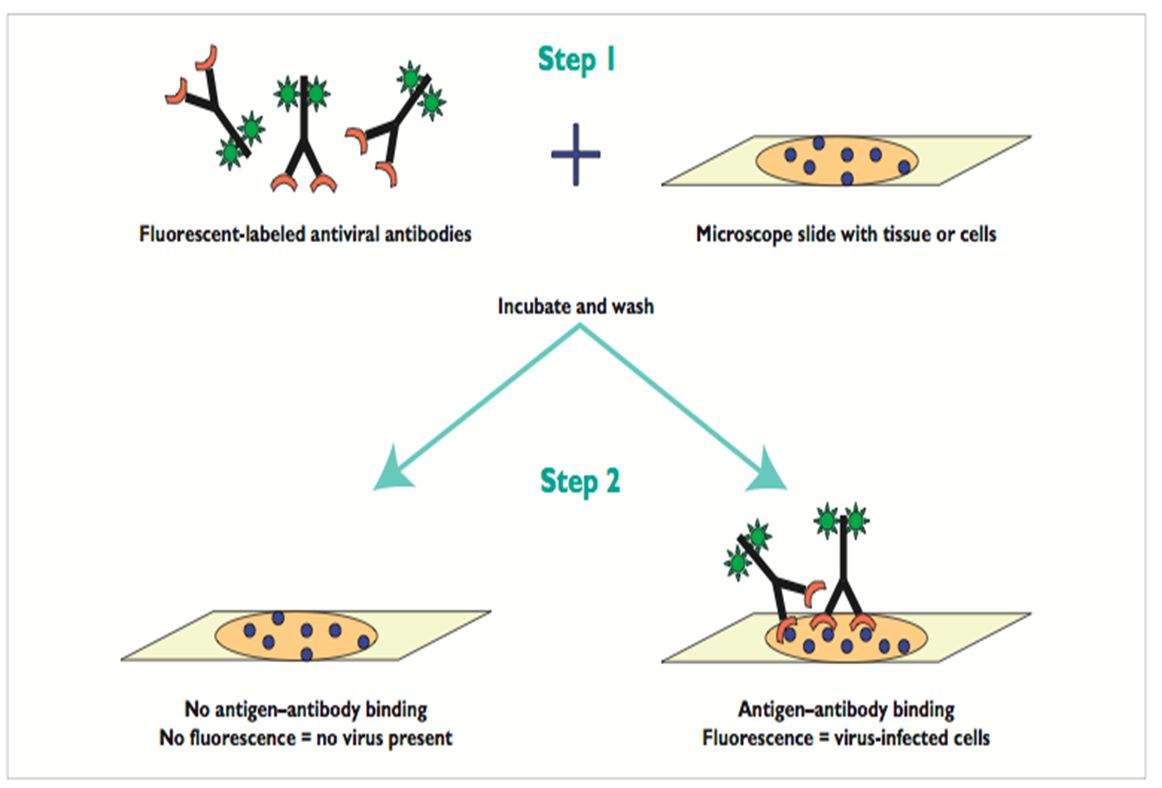 Step 1
Fluorescent-labeled antiviral antibodies
Microscope slide with tissue or cells
Incubate and wash
Step 2
No antigen–antibody binding
No fluorescence = no virus present
Antigen–antibody binding
Fluorescence = virus-infected cells